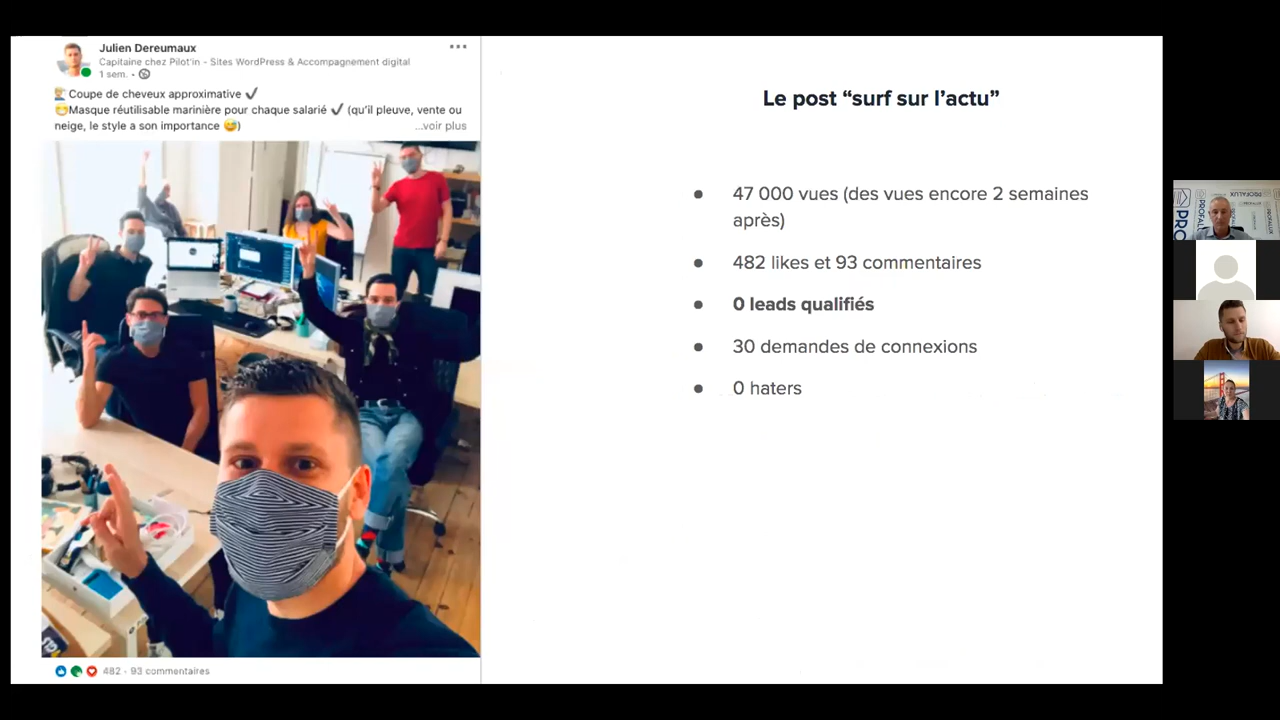 Julien Dereumaux
Capitaine chez Pilot'in - Sites WordPress & Accompagnement digital
1 sem. •
Coupe de cheveux approximative ✔
😷Masque réutilisable marinière pour chaque salarié ✔ (qu'il pleuve, vente ou
neige, le style a son importance 😅) ...voir plus
482 - 93 commentaires
Le post “surf sur l’actu”
● 47 000 vues (des vues encore 2 semaines
après)
● 482 likes et 93 commentaires
● 0 leads qualifiés
● 30 demandes de connexions
● 0 haters
PROFALUX